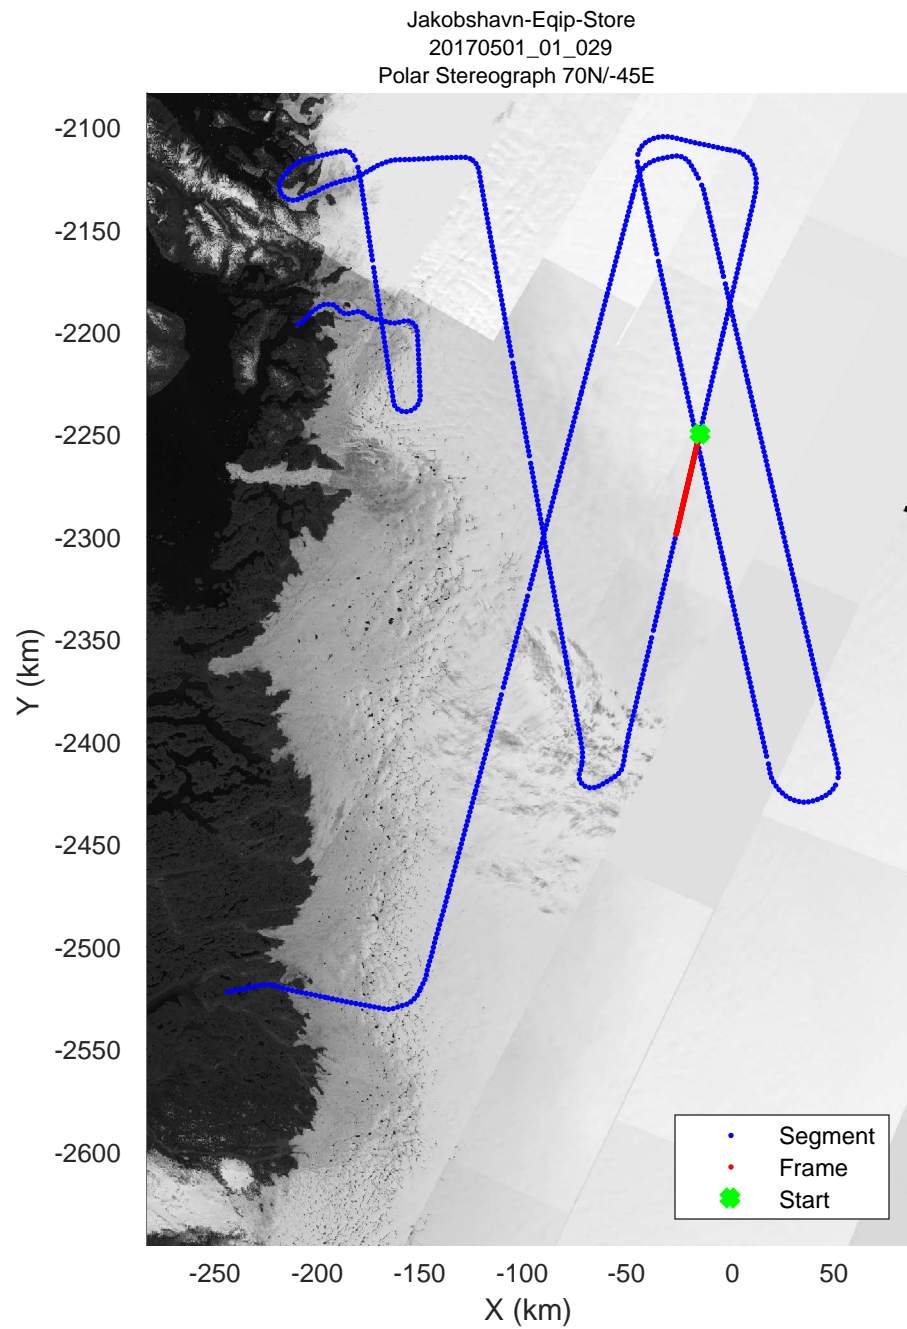 Jakobshavn-Eqip-Store
20170501_01_029
Polar Stereograph 70N/-45E
-2100
-2150
-2200
-2250
-2300
-2350
-2400
-2450
-2500
-2550
-2600
Y (km)
Segment
Frame
Start
-250 -200 -150 -100 -50 0 50
X (km)